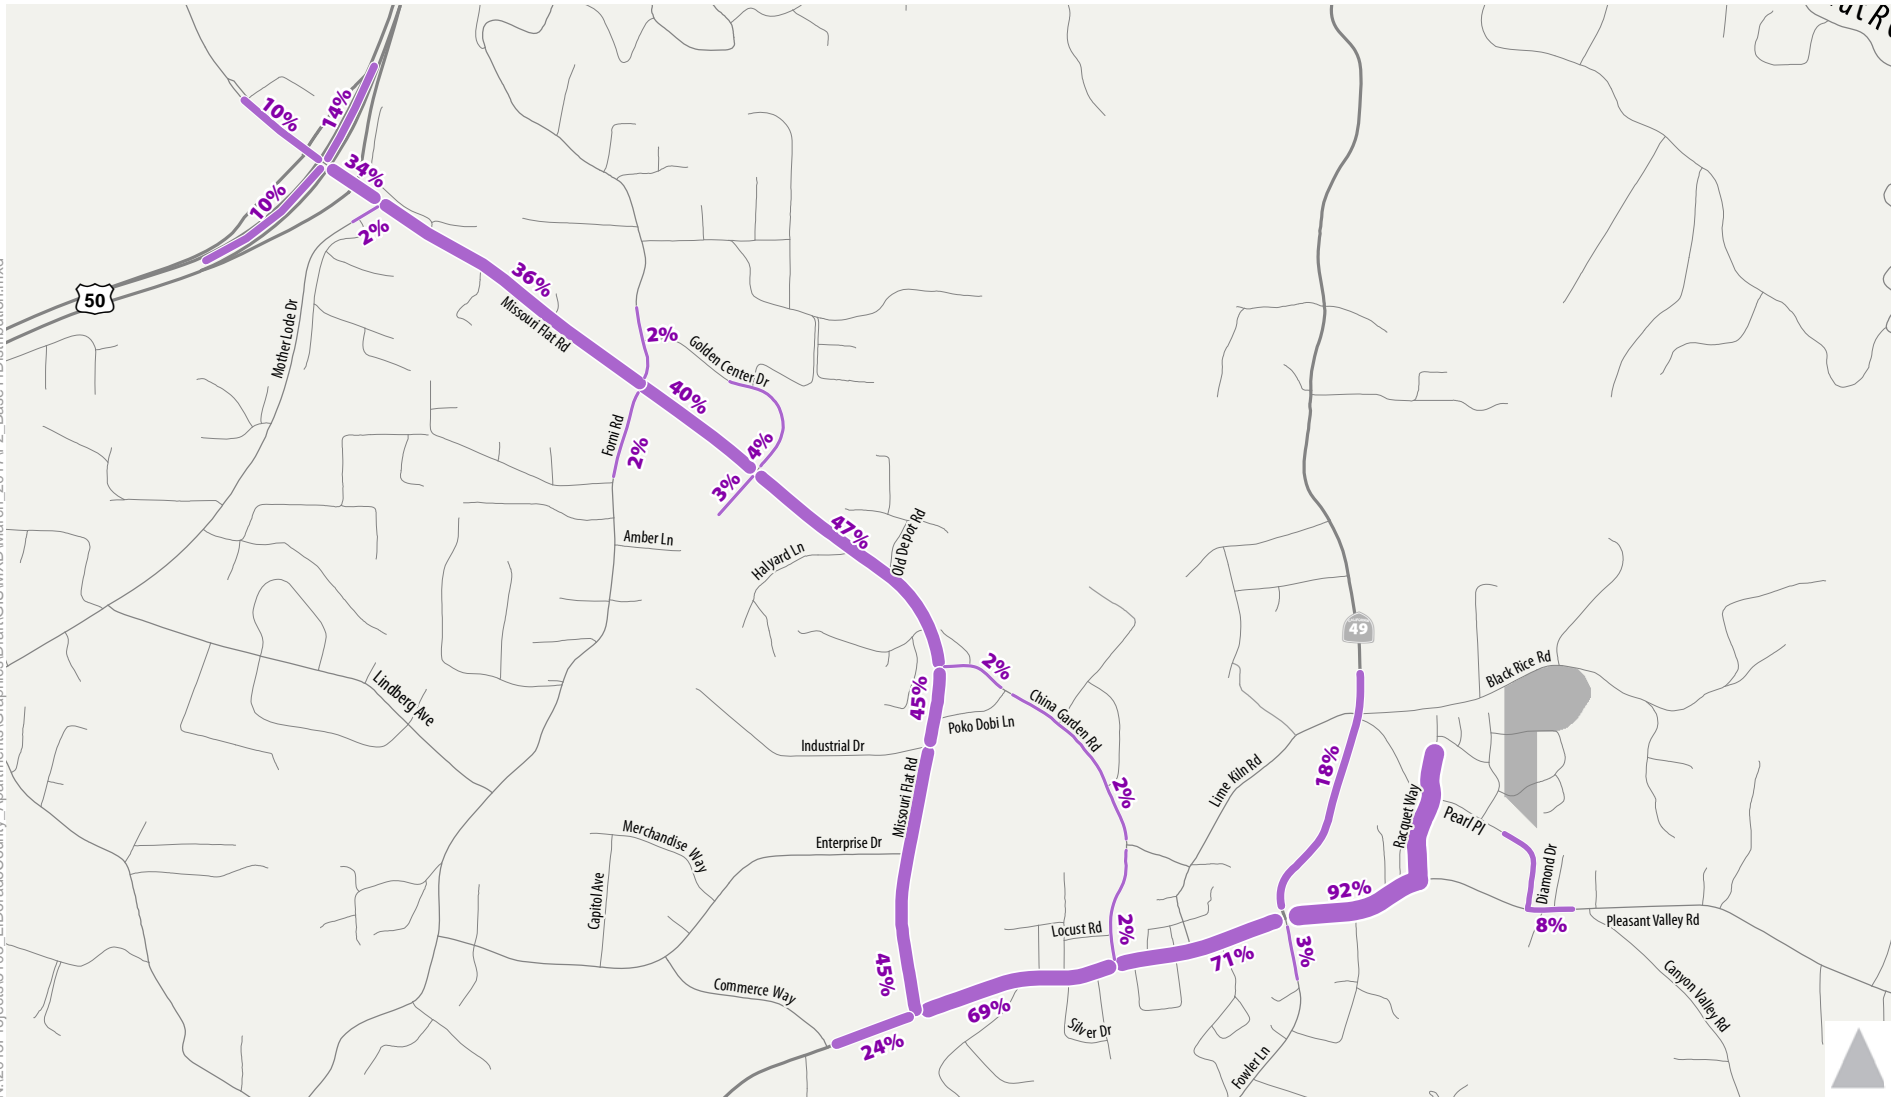 10%
14%
34%
10%
2%
50
36%
Missouri Flat Rd
Mother Lode Dr
2%
Golden Center Dr
40%
Forni Rd
2%
4%
3%
47%
Old Depot Rd
Amber Ln
Halyard Ln
CALIFORNIA
49
Black Rice Rd
2%
45%
China Garden Rd
Poko Dobi Ln
Lindberg Ave
Industrial Dr
Missouri Flat Rd
Lime Kiln Rd
18%
2%
Racquet Way
Pearl Pl
Merchandise Way
Enterprise Dr
Capitol Ave
Diamond Dr
92%
8%
Pleasant Valley Rd
Locust Rd
2%
71%
3%
45%
Commerce Way
69%
Canyon Valley Rd
Silver Dr
24%
Fowler Ln